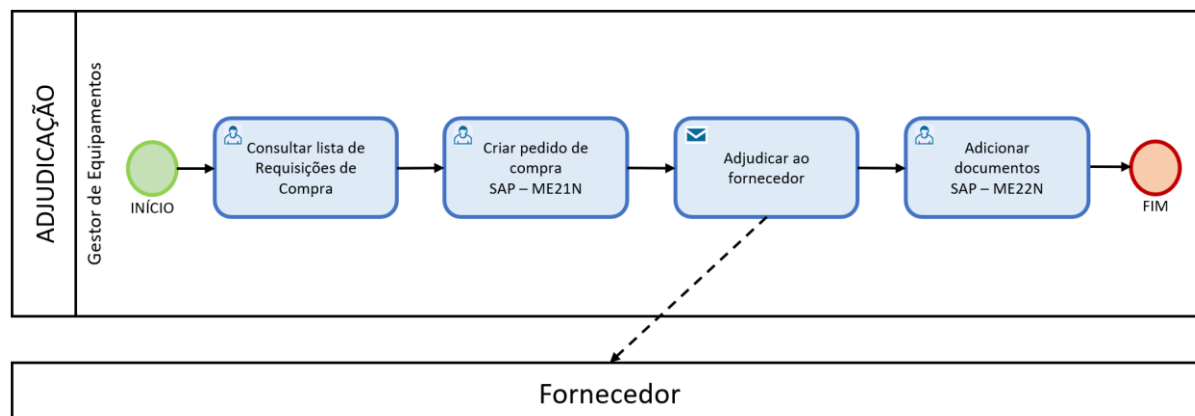 ADJUDICAÇÃO
Gestor de Equipamentos
INÍCIO
Consultar lista de
Requisições de
Compra
Criar pedido de
compra
SAP – ME21N
Adjudicar ao
fornecedor
Adicionar
documentos
SAP – ME22N
FIM
Fornecedor